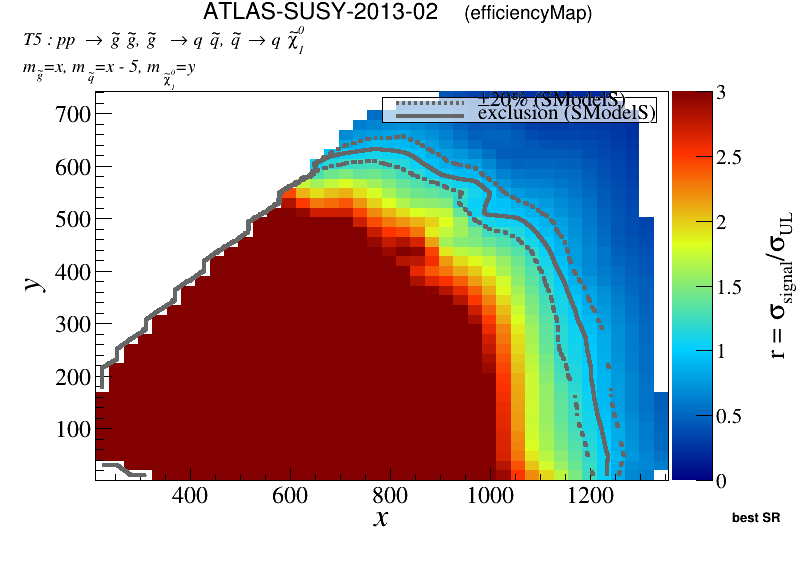 ATLAS-SUSY-2013-02 (efficiencyMap)
T5 : pp → g̃ g̃, g̃ → q q̃, q̃ → q χ̃₁⁰
m_g̃=x, m_q̃=x - 5, m_χ̃₁⁰=y
±20% (SModelS)
exclusion (SModelS)
700
600
500
400
300
200
100
y
400 600 800 1000 1200
x
3
2.5
2
1.5
1
0.5
0
r = σ_signal/σ_UL
best SR